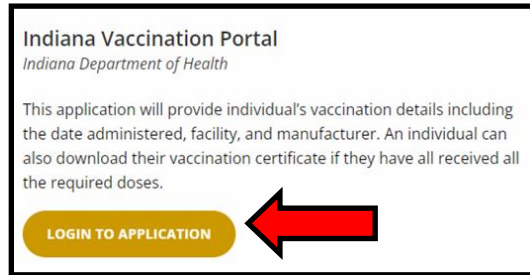 Indiana Vaccination Portal
Indiana Department of Health
This application will provide individual's vaccination details including
the date administered, facility, and manufacturer. An individual can
also download their vaccination certificate if they have all received all
the required doses.
LOGIN TO APPLICATION